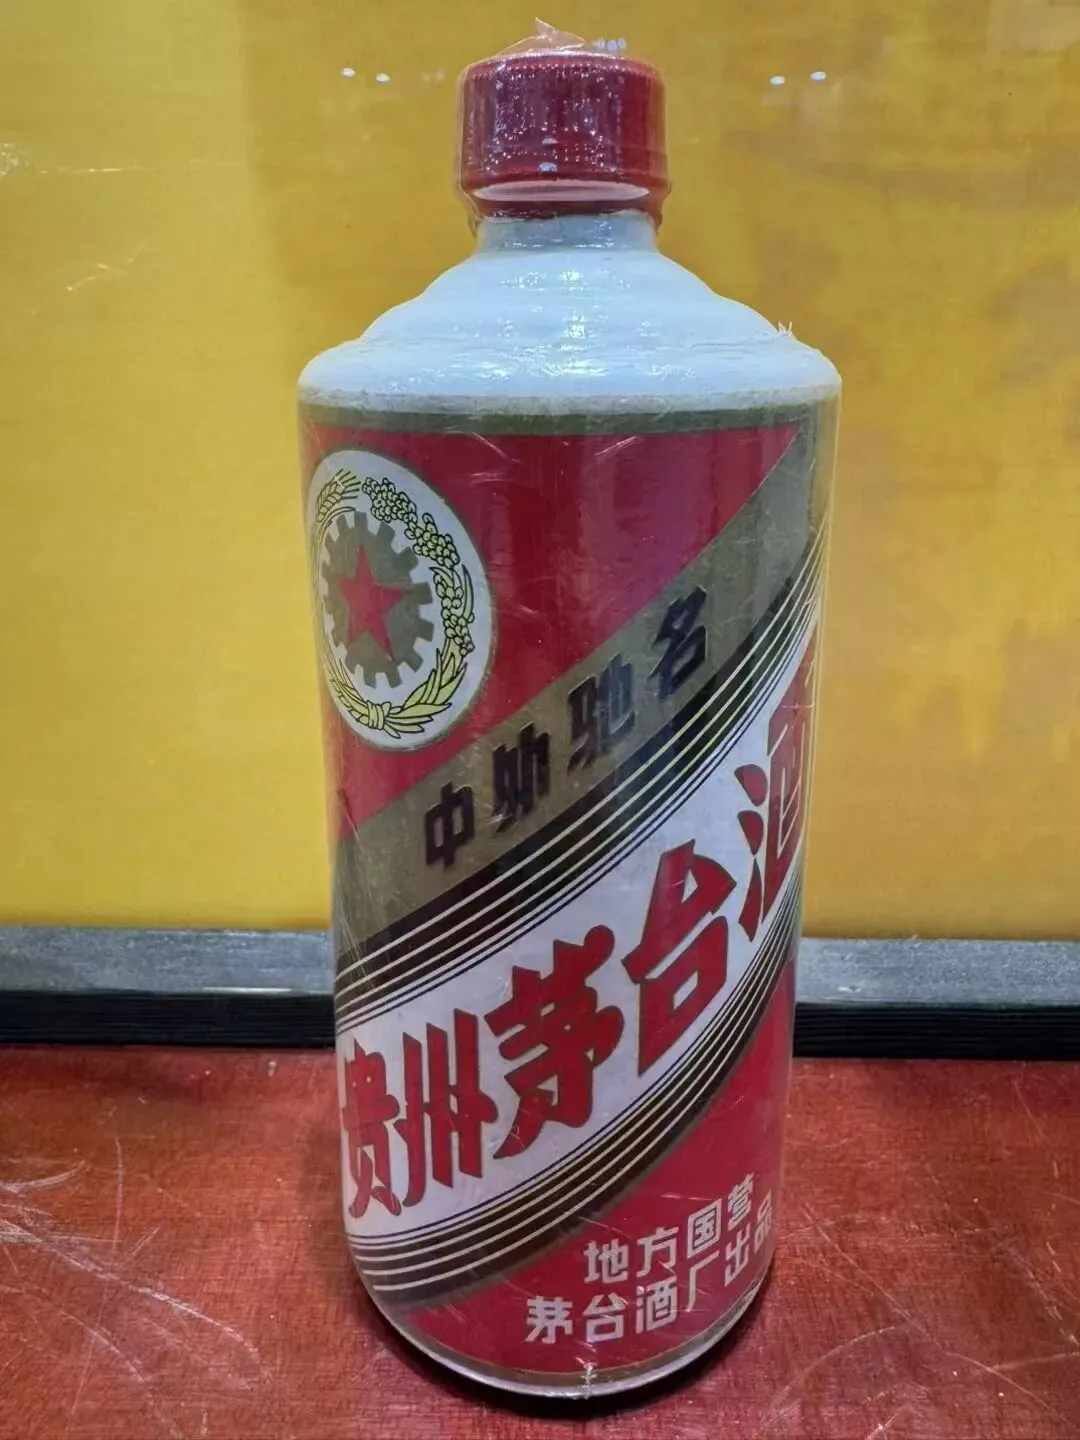 中外驰名
贵州茅台酒
地方国营
茅台酒厂出品